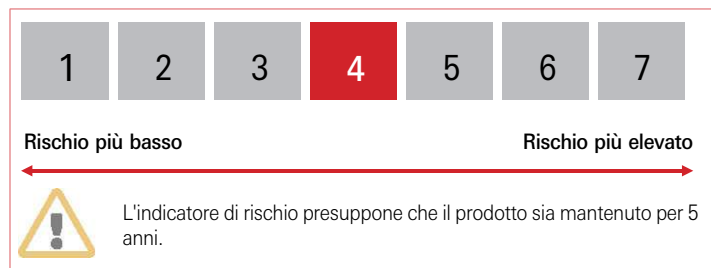 1 2 3 4 5 6 7
Rischio più basso Rischio più elevato
L'indicatore di rischio presuppone che il prodotto sia mantenuto per 5
anni.